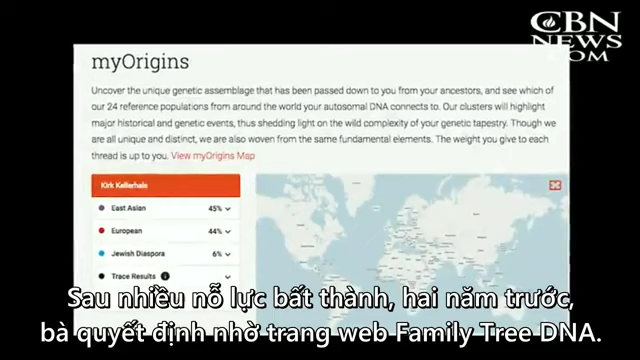 CBN
NEWS
.COM
myOrigins
Uncover the unique genetic assemblage that has been passed down to you from your ancestors, and see which of
our 24 reference populations from around the world your autosomal DNA connects to. Our clusters will highlight
major historical and genetic events, thus shedding light on the wild complexity of your genetic tapestry. Though we
are all unique and distinct, we are also woven from the same fundamental elements. The weight you give to each
thread is up to you. View myOrigins Map
Kirk Kellerhals
East Asian 45%
European 44%
Jewish Diaspora 6%
Trace Results
Sau nhiều nỗ lực bất thành, hai năm trước,
bà quyết định nhờ trang web Family Tree DNA.